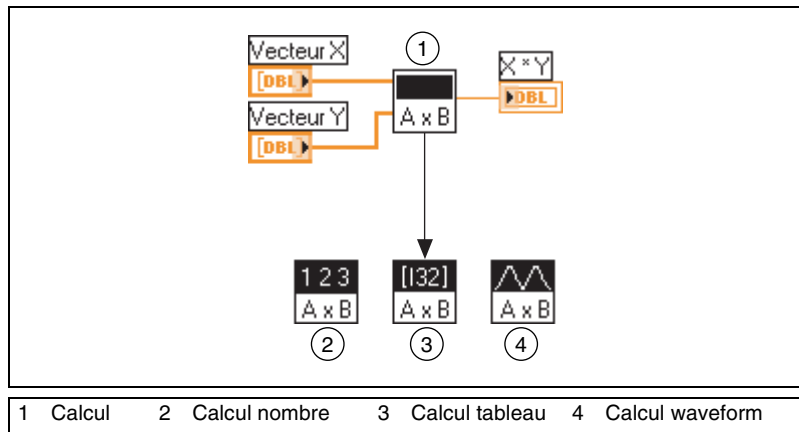 Vecteur X
1
X * Y
[DBL]
DBL
Vecteur Y
A x B
[DBL]
1 2 3
[I32]
A x B
A x B
A x B
2
3
4
1 Calcul 2 Calcul nombre 3 Calcul tableau 4 Calcul waveform